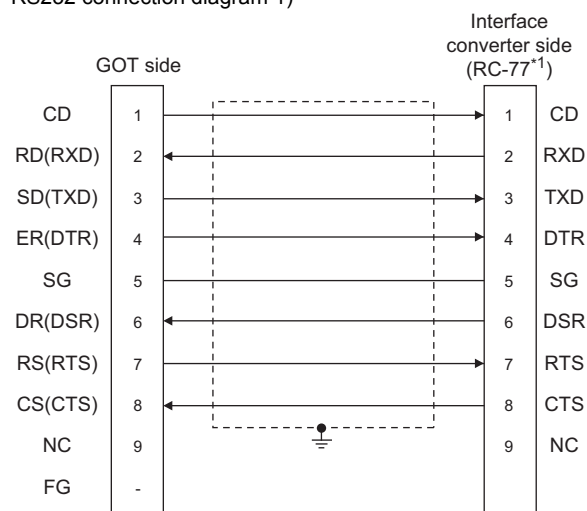 RS232 connection diagram 1)
Interface
converter side
(RC-77*1)
GOT side
CD 1 1 CD
RD(RXD) 2 2 RXD
SD(TXD) 3 3 TXD
ER(DTR) 4 4 DTR
SG 5 5 SG
DR(DSR) 6 6 DSR
RS(RTS) 7 7 RTS
CS(CTS) 8 8 CTS
NC 9 9 NC
FG -